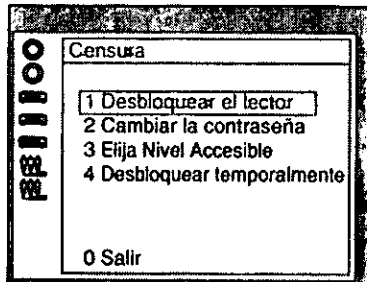 Censura
1 Desbloquear el lector
2 Cambiar la contraseña
3 Elija Nivel Accesible
4 Desbloquear temporalmente
0 Salir